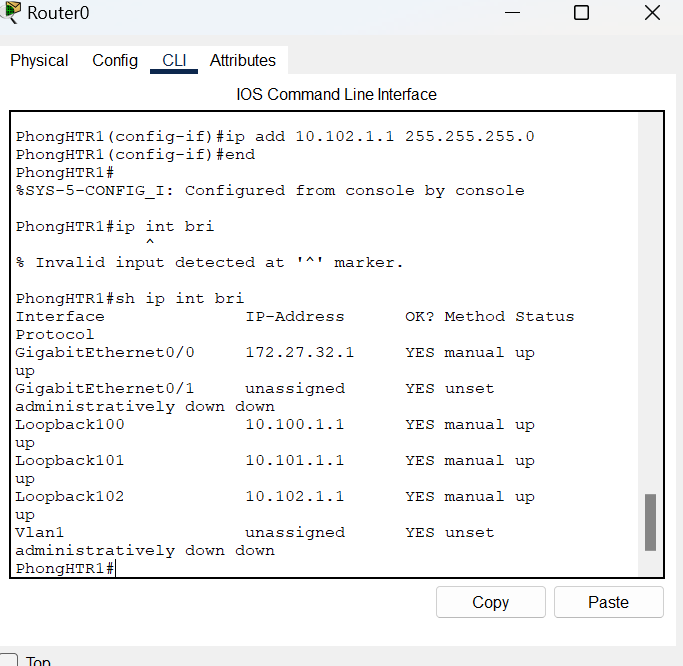 Router0
Physical Config CLI Attributes
IOS Command Line Interface
PhongHTR1(config-if)#ip add 10.102.1.1 255.255.255.0
PhongHTR1(config-if)#end
PhongHTR1#
%SYS-5-CONFIG_I: Configured from console by console
PhongHTR1#ip int bri
^
% Invalid input detected at '^' marker.
PhongHTR1#sh ip int bri
Interface IP-Address OK? Method Status
Protocol
GigabitEthernet0/0 172.27.32.1 YES manual up
up
GigabitEthernet0/1 unassigned YES unset
administratively down down
Loopback100 10.100.1.1 YES manual up
up
Loopback101 10.101.1.1 YES manual up
up
Loopback102 10.102.1.1 YES manual up
up
Vlan1 unassigned YES unset
administratively down down
PhongHTR1#
Copy Paste
Top